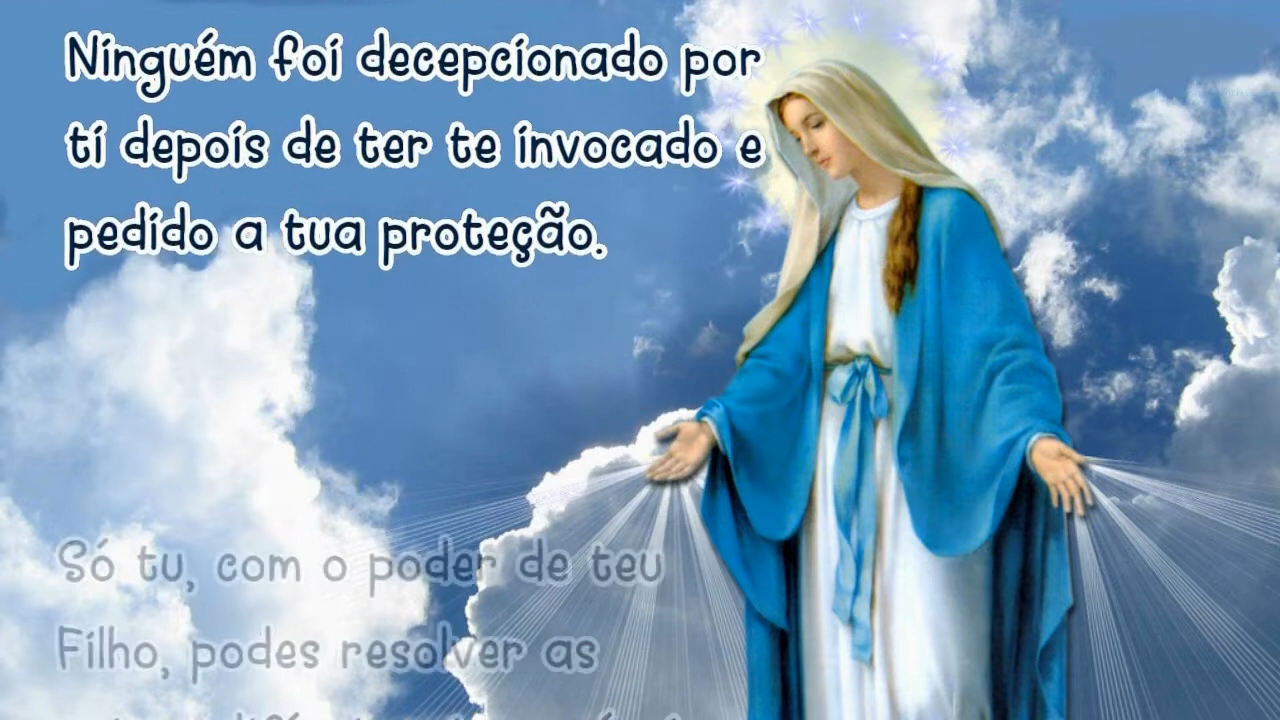 Ninguém foi decepcionado por
ti depois de ter te invocado e
pedido a tua proteção.
Só tu, com o poder de teu
Filho, podes resolver as